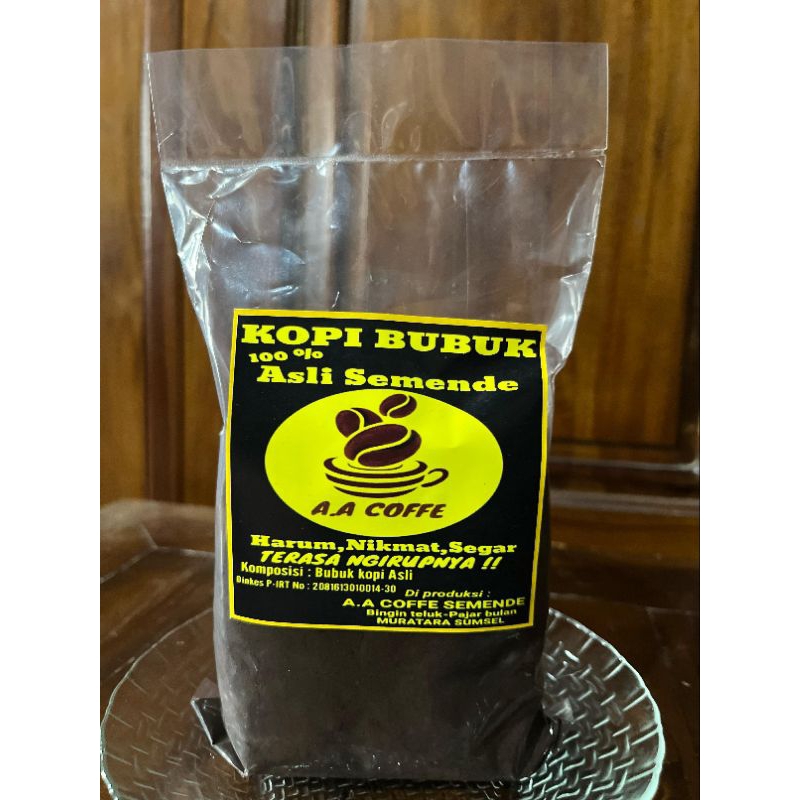 KOPI BUBUK
100 %
Asli Semende
A.A COFFE
Harum,Nikmat,Segar
TERASA NGIRUPNYA !!
Komposisi : Bubuk kopi Asli
Dinkes P-IRT No : 2081613010014-30
Di produksi :
A.A COFFE SEMENDE
Bingin teluk-Pajar bulan
MURATARA SUMSEL